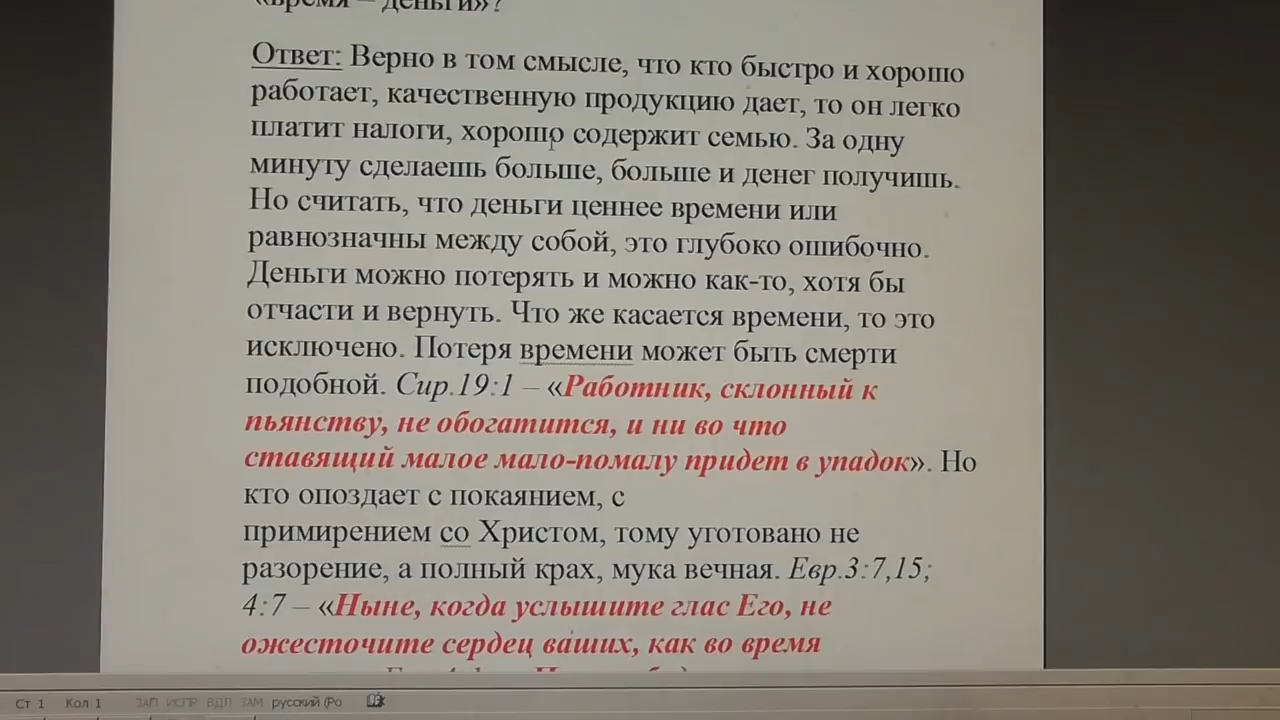 «время – деньги»?
Ответ: Верно в том смысле, что кто быстро и хорошо
работает, качественную продукцию дает, то он легко
платит налоги, хорошо содержит семью. За одну
минуту сделаешь больше, больше и денег получишь.
Но считать, что деньги ценнее времени или
равнозначны между собой, это глубоко ошибочно.
Деньги можно потерять и можно как-то, хотя бы
отчасти и вернуть. Что же касается времени, то это
исключено. Потеря времени может быть смерти
подобной. Сир.19:1 – «Работник, склонный к
пьянству, не обогатится, и ни во что
ставящий малое мало-помалу придет в упадок». Но
кто опоздает с покаянием, с
примирением со Христом, тому уготовано не
разорение, а полный крах, мука вечная. Евр.3:7,15;
4:7 – «Ныне, когда услышите глас Его, не
ожесточите сердец ваших, как во время
Ст 1 Кол 1 ЗАП ИСПР ВДЛ ЗАМ русский (Ро